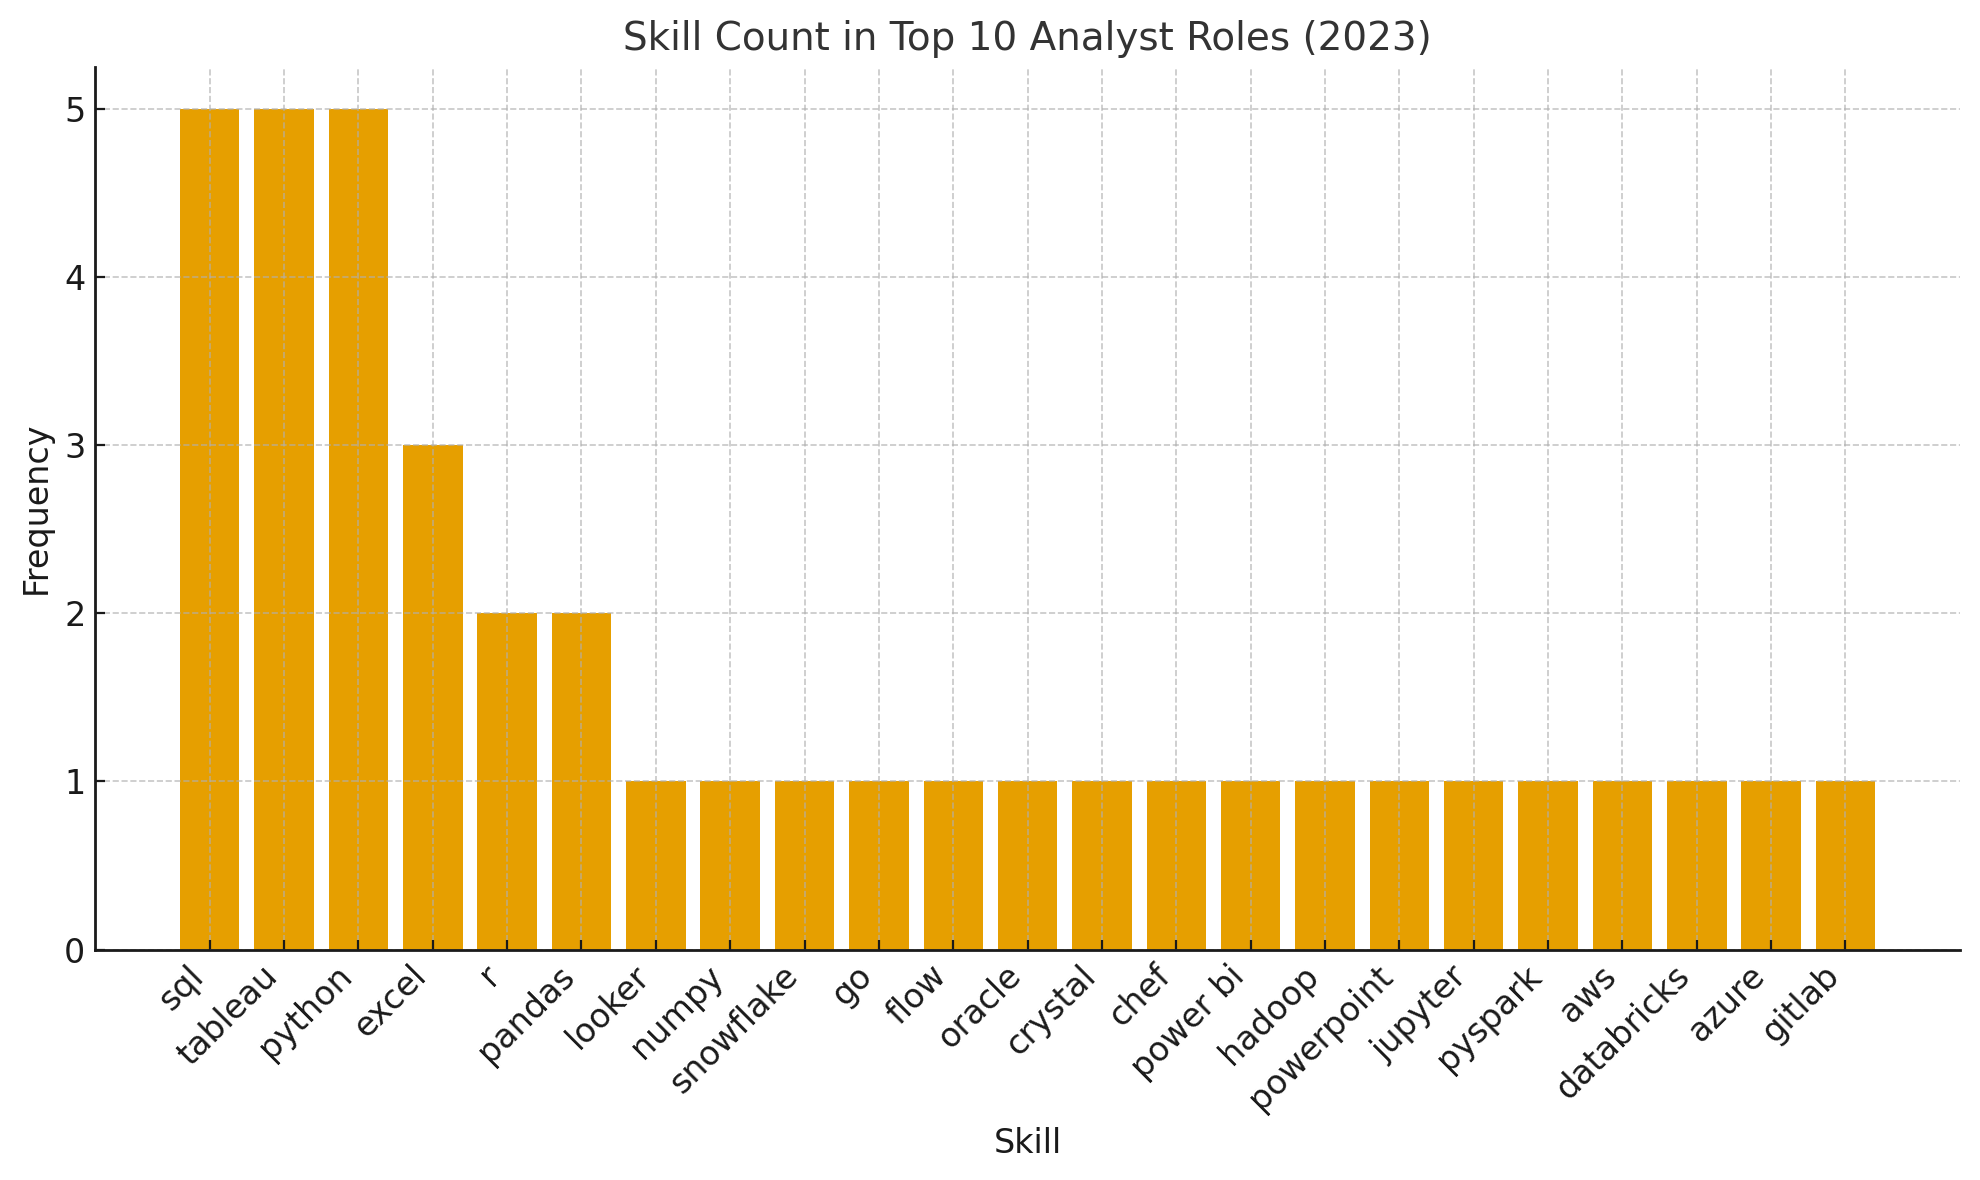 Skill Count in Top 10 Analyst Roles (2023)
5
4
3
2
1
0
Frequency
sql
tableau
python
excel
r
pandas
looker
numpy
snowflake
go
flow
oracle
crystal
chef
power bi
hadoop
powerpoint
jupyter
pyspark
aws
databricks
azure
gitlab
Skill